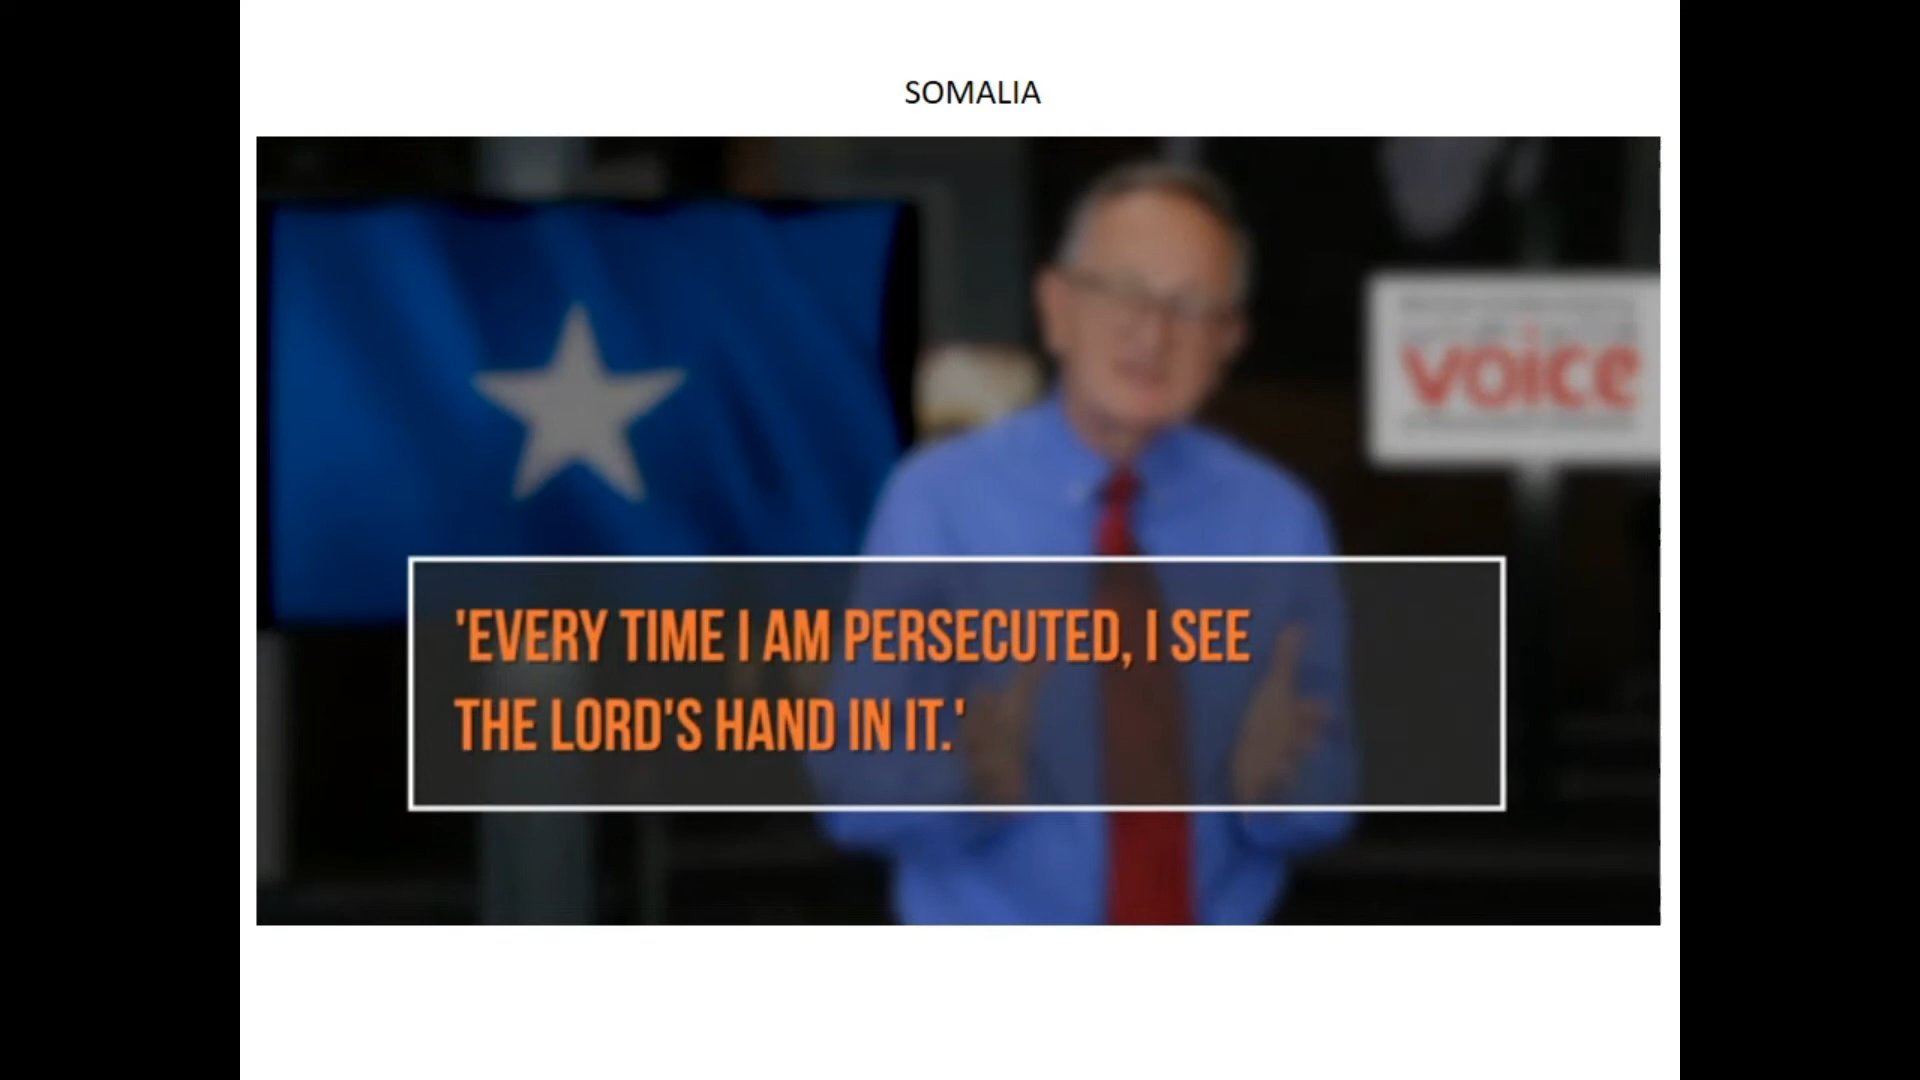 SOMALIA
voice
'EVERY TIME I AM PERSECUTED, I SEE
THE LORD'S HAND IN IT.'